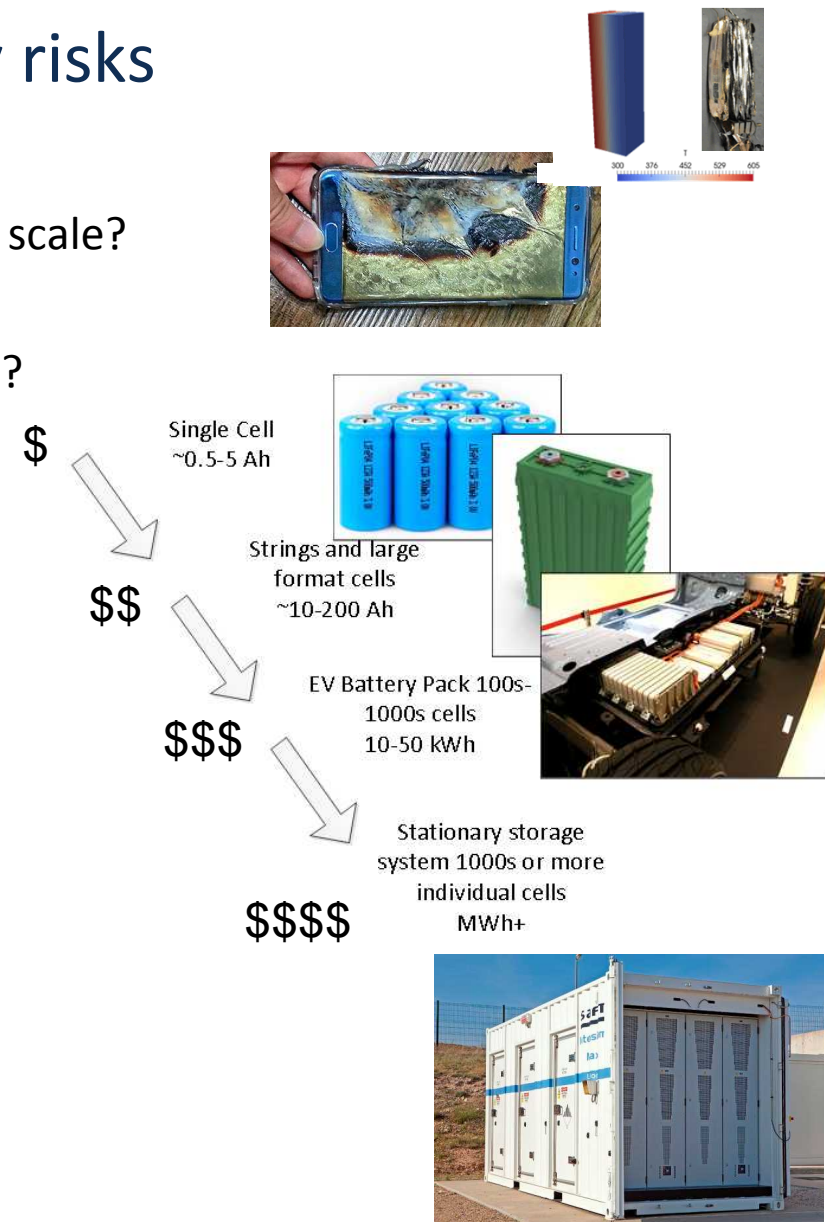 risks
T
300 376 452 529 605
scale?
?
$
Single Cell
~0.5-5 Ah
Strings and large
format cells
~10-200 Ah
$$
EV Battery Pack 100s-
1000s cells
10-50 kWh
$$$
Stationary storage
system 1000s or more
individual cells
MWh+
$$$$
SAFT